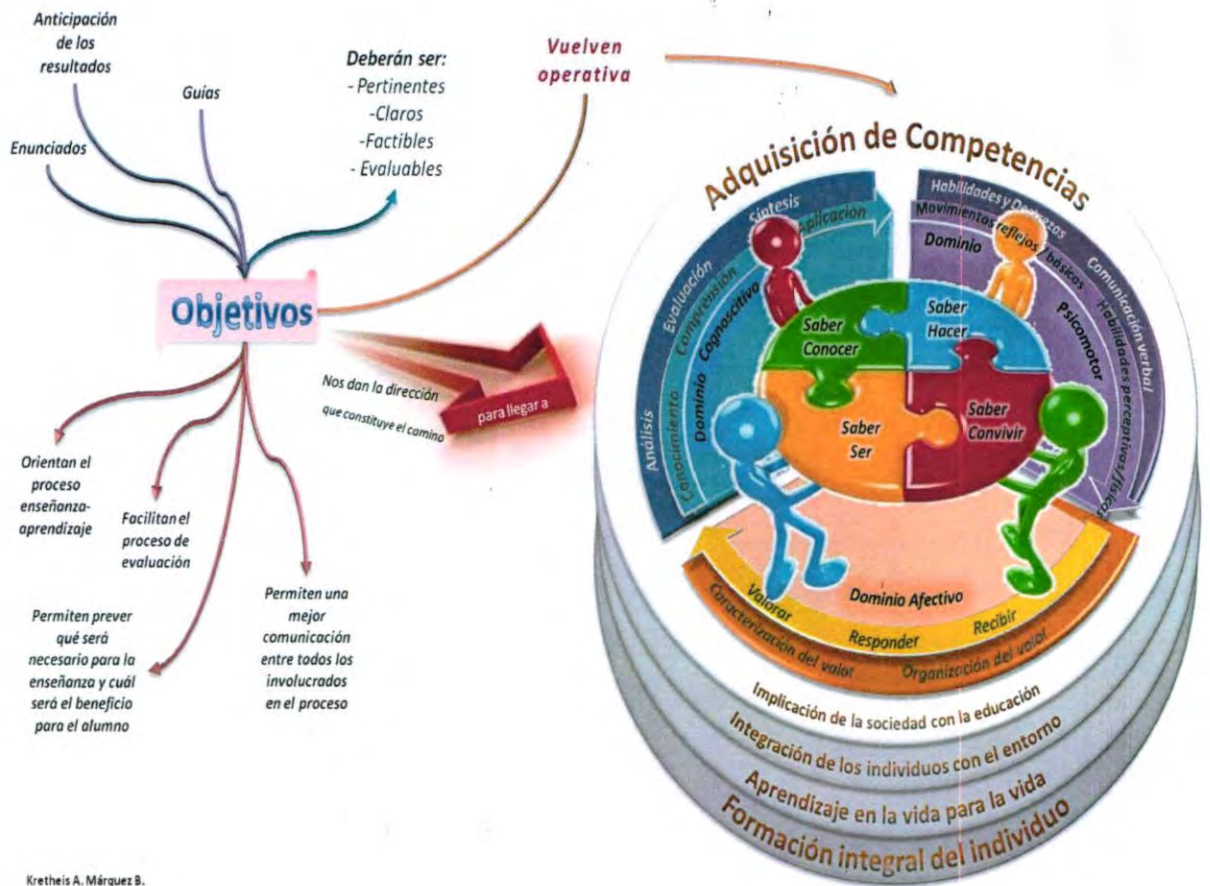 Anticipación
de los
resultados
Guías
Enunciados
Deberán ser:
- Pertinentes
-Claros
-Factibles
- Evaluables
Vuelven
operativa
Objetivos
Nos dan la dirección
que constituye el camino
para llegar a
Orientan el
proceso
enseñanza-
aprendizaje
Facilitan el
proceso de
evaluación
Permiten prever
qué será
necesario para la
enseñanza y cuál
será el beneficio
para el alumno
Permiten una
mejor
comunicación
entre todos los
involucrados
en el proceso
Adquisición de Competencias
Análisis
Evaluación
Síntesis
Conocimiento
Comprensión
Aplicacion
Dominio Cognoscitivo
Habilidades y
Comunicación verbal
Movimientos reflejos/básicos
Habilidades perceptivas/físicas
Dominio
Psicomotor
Saber
Conocer
Saber
Hacer
Saber
Ser
Saber
Convivir
Dominio Afectivo
Valorar
Responder
Recibir
Caracterización del valor
Organización del valor
Implicación de la sociedad con la educación
Integración de los individuos con el entorno
Aprendizaje en la vida para la vida
Formación integral del individuo
Kretheis A. Márquez B.